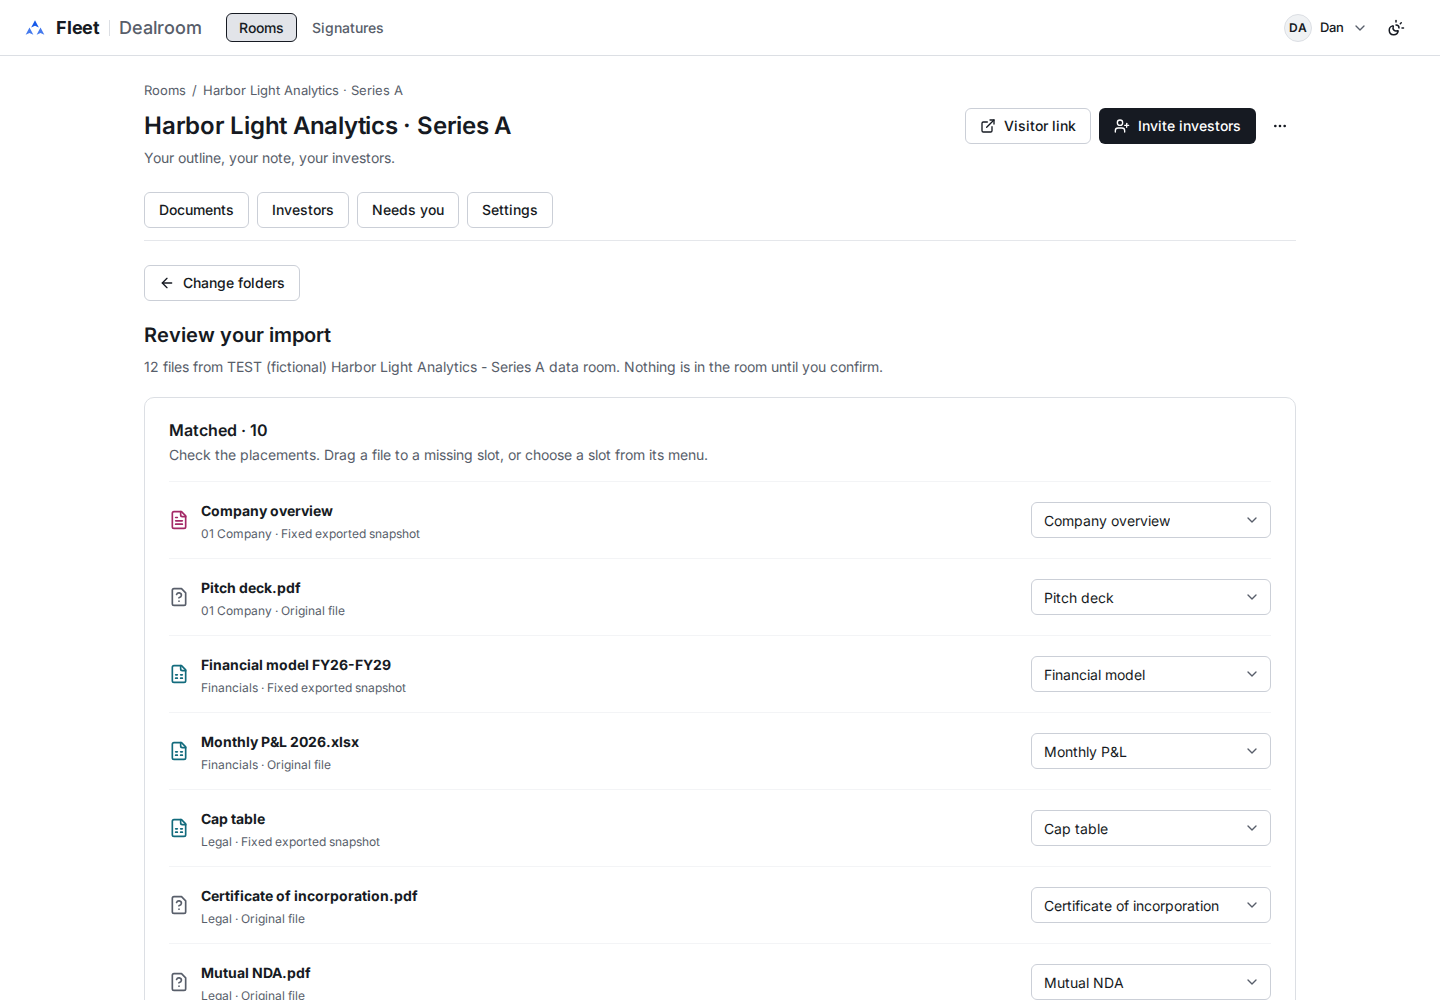 Fleet Dealroom Rooms Signatures DA Dan
Rooms / Harbor Light Analytics · Series A
Harbor Light Analytics · Series A
Visitor link Invite investors
Your outline, your note, your investors.
Documents Investors Needs you Settings
Change folders
Review your import
12 files from TEST (fictional) Harbor Light Analytics - Series A data room. Nothing is in the room until you confirm.
Matched · 10
Check the placements. Drag a file to a missing slot, or choose a slot from its menu.
Company overview
01 Company · Fixed exported snapshot
Company overview
Pitch deck.pdf
01 Company · Original file
Pitch deck
Financial model FY26-FY29
Financials · Fixed exported snapshot
Financial model
Monthly P&L 2026.xlsx
Financials · Original file
Monthly P&L
Cap table
Legal · Fixed exported snapshot
Cap table
Certificate of incorporation.pdf
Legal · Original file
Certificate of incorporation
Mutual NDA.pdf
Legal · Original file
Mutual NDA